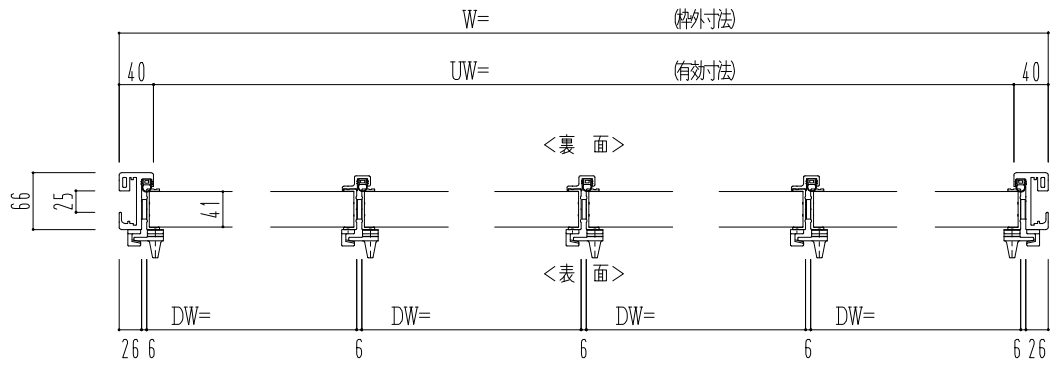 W= (枠外寸法)
40 UW= (有効寸法) 40
<裏 面>
66 25 41
<表 面>
DW= DW= DW= DW=
26 6 6 6 6 6 26